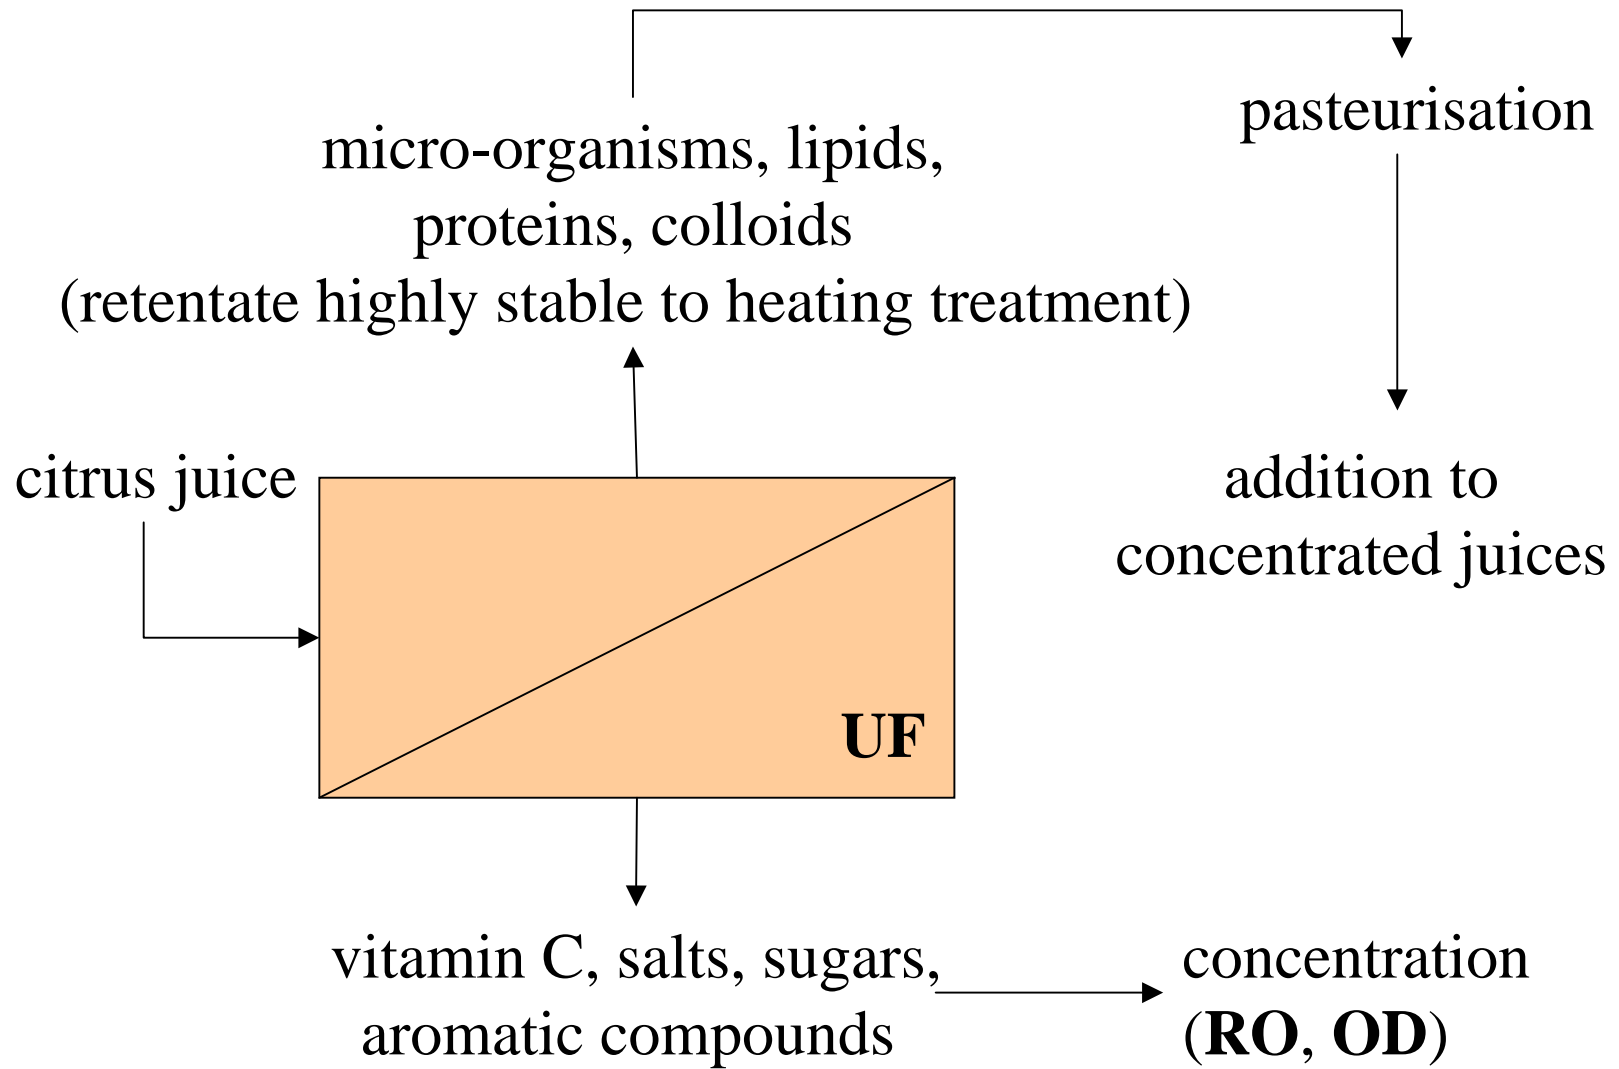 pasteurisation
micro-organisms, lipids,
proteins, colloids
(retentate highly stable to heating treatment)
citrus juice
addition to
concentrated juices
UF
vitamin C, salts, sugars,
aromatic compounds
concentration
(RO, OD)